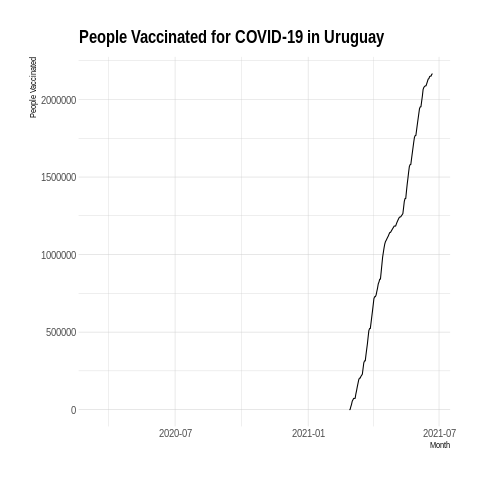 People Vaccinated for COVID-19 in Uruguay
People Vaccinated
2000000
1500000
1000000
500000
0
2020-07
2021-01
2021-07
Month